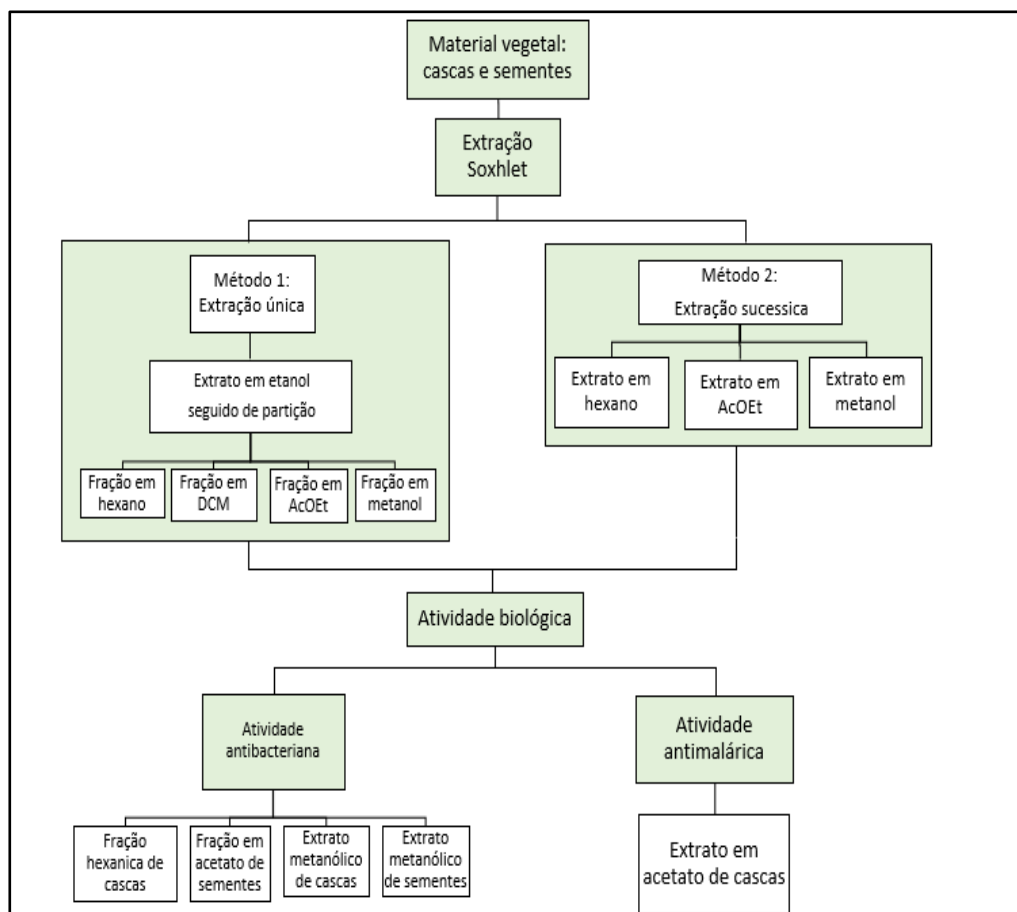 Material vegetal:
cascas e sementes
Extração
Soxhlet
Método 1:
Extração única
Extrato em etanol
seguido de partição
Fração em
hexano
Fração em
DCM
Fração em
AcOEt
Fração em
metanol
Método 2:
Extração sucessica
Extrato em
hexano
Extrato em
AcOEt
Extrato em
metanol
Atividade biológica
Atividade
antibacteriana
Fração
hexanica de
cascas
Fração em
acetato de
sementes
Extrato
metanólico
de cascas
Extrato
metanólico
de sementes
Atividade
antimalárica
Extrato em
acetato de cascas